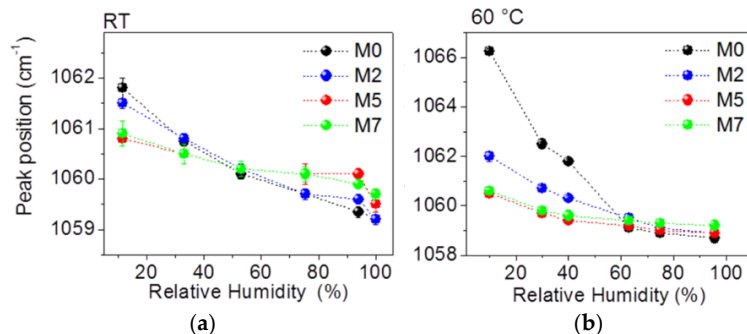 RT
Peak position (cm⁻¹)
1062
1061
1060
1059
M0
M2
M5
M7
20 40 60 80 100
Relative Humidity (%)
(a)
60 °C
1066
1064
1062
1060
1058
M0
M2
M5
M7
20 40 60 80 100
Relative Humidity (%)
(b)